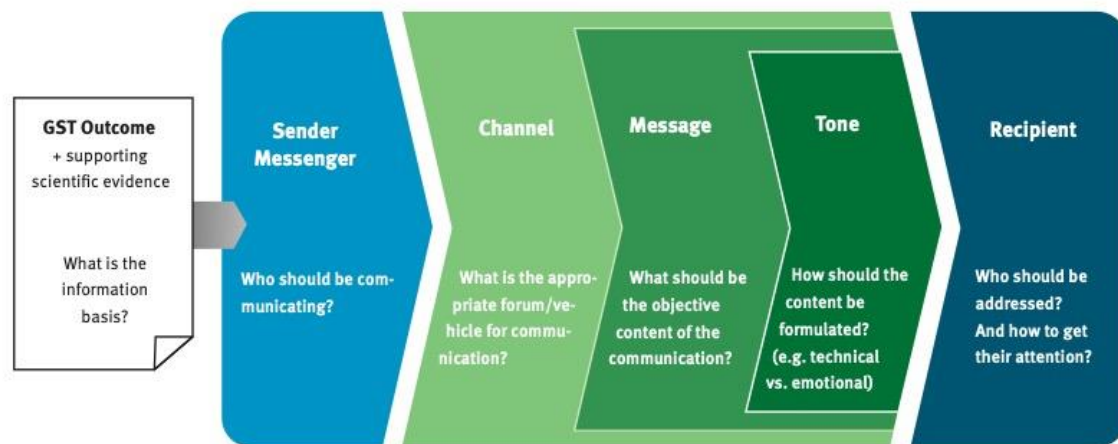 GST Outcome
+ supporting
scientific evidence
What is the
information
basis?
Sender
Messenger
Who should be com-
municating?
Channel
What is the appro-
priate forum/ve-
hicle for commu-
nication?
Message
What should be
the objective
content of the
communication?
Tone
How should the
content be
formulated?
(e.g. technical
vs. emotional)
Recipient
Who should be
addressed?
And how to get
their attention?